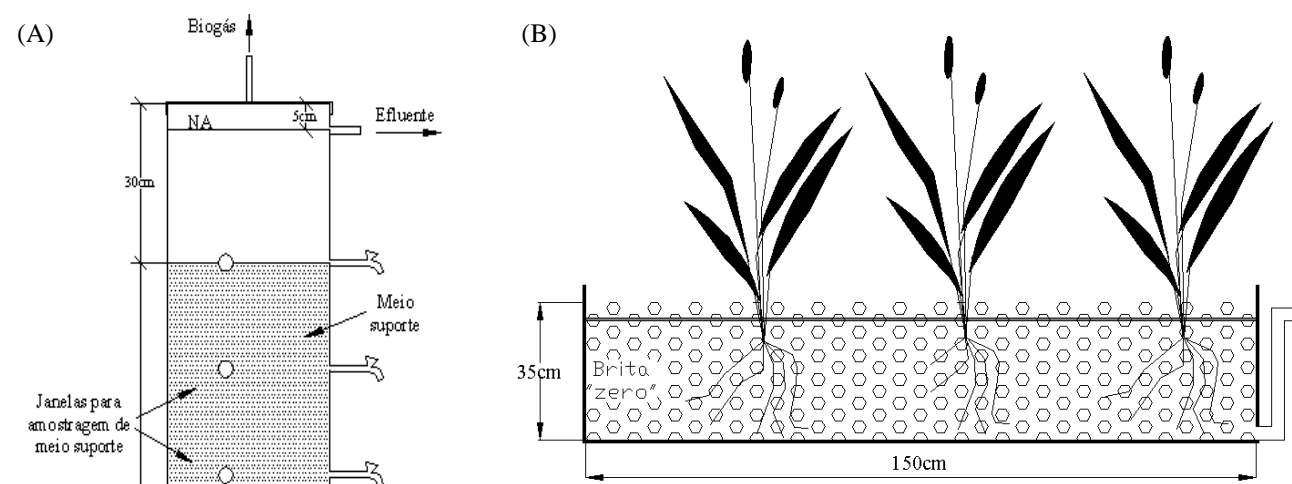 (A)
Biogás
NA
5cm
Efluente
30cm
Meio
suporte
Janelas para
amostragem de
meio suporte
(B)
35cm
Brita
"zero"
150cm